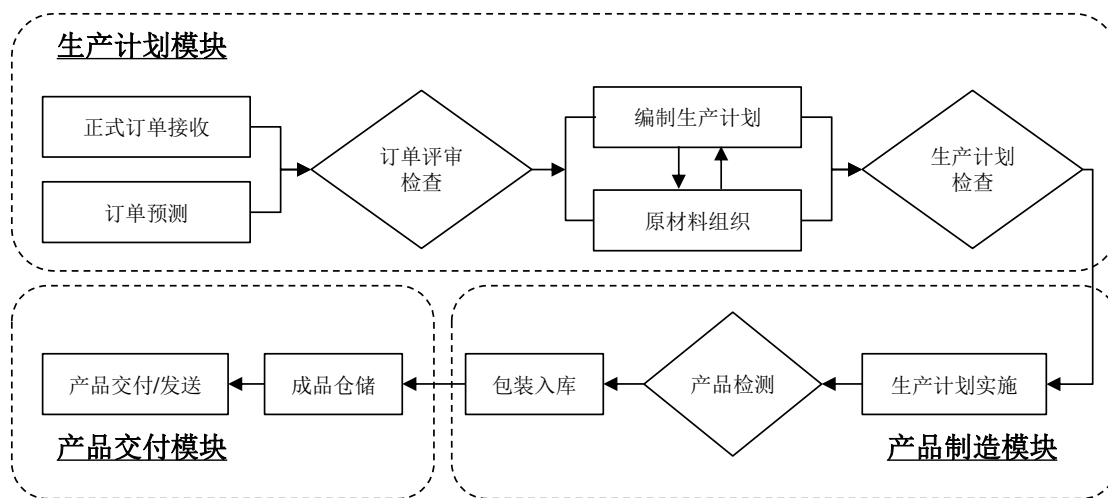 生产计划模块
正式订单接收
订单预测
订单评审
检查
编制生产计划
原材料组织
生产计划
检查
产品交付/发送
成品仓储
包装入库
产品检测
生产计划实施
产品交付模块
产品制造模块